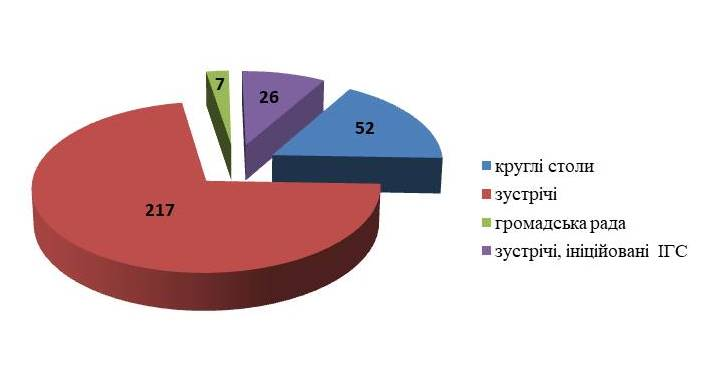 7
26
52
217
круглі столи
зустрічі
громадська рада
зустрічі, ініційовані ІГС